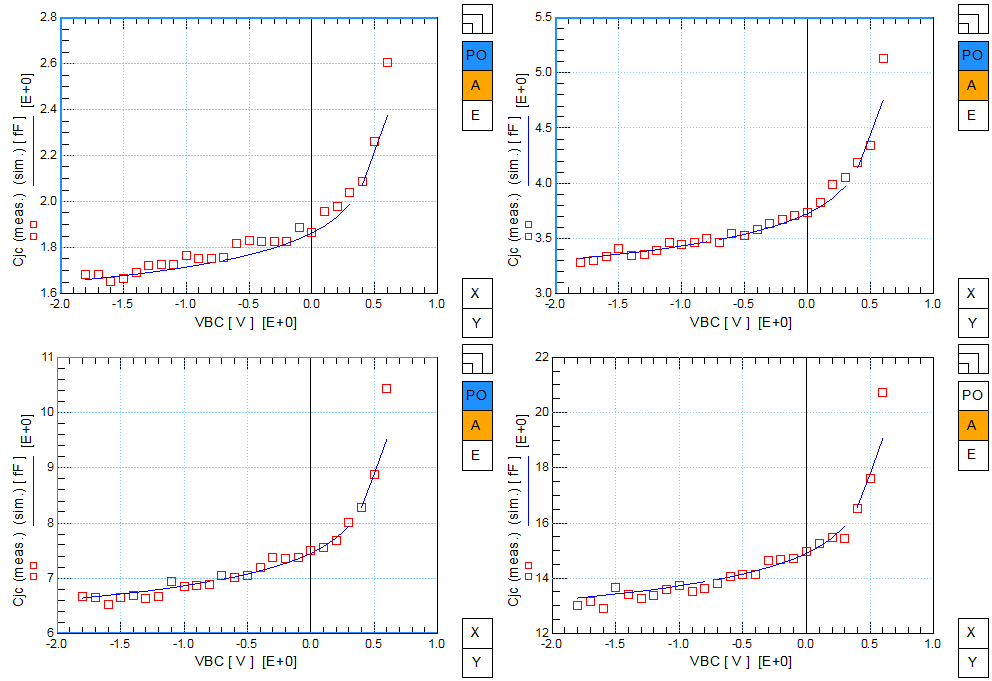 2.8
2.6
2.4
2.2
2.0
1.8
1.6
Cjc (meas.) (sim.) [ fF ] [E+0]
-2.0 -1.5 -1.0 -0.5 0.0 0.5 1.0
VBC [ V ] [E+0]
PO
A
E
X
Y
5.5
5.0
4.5
4.0
3.5
3.0
Cjc (meas.) (sim.) [ fF ] [E+0]
-2.0 -1.5 -1.0 -0.5 0.0 0.5 1.0
VBC [ V ] [E+0]
PO
A
E
X
Y
11
10
9
8
7
6
Cjc (meas.) (sim.) [ fF ] [E+0]
-2.0 -1.5 -1.0 -0.5 0.0 0.5 1.0
VBC [ V ] [E+0]
PO
A
E
X
Y
22
20
18
16
14
12
Cjc (meas.) (sim.) [ fF ] [E+0]
-2.0 -1.5 -1.0 -0.5 0.0 0.5 1.0
VBC [ V ] [E+0]
PO
A
E
X
Y